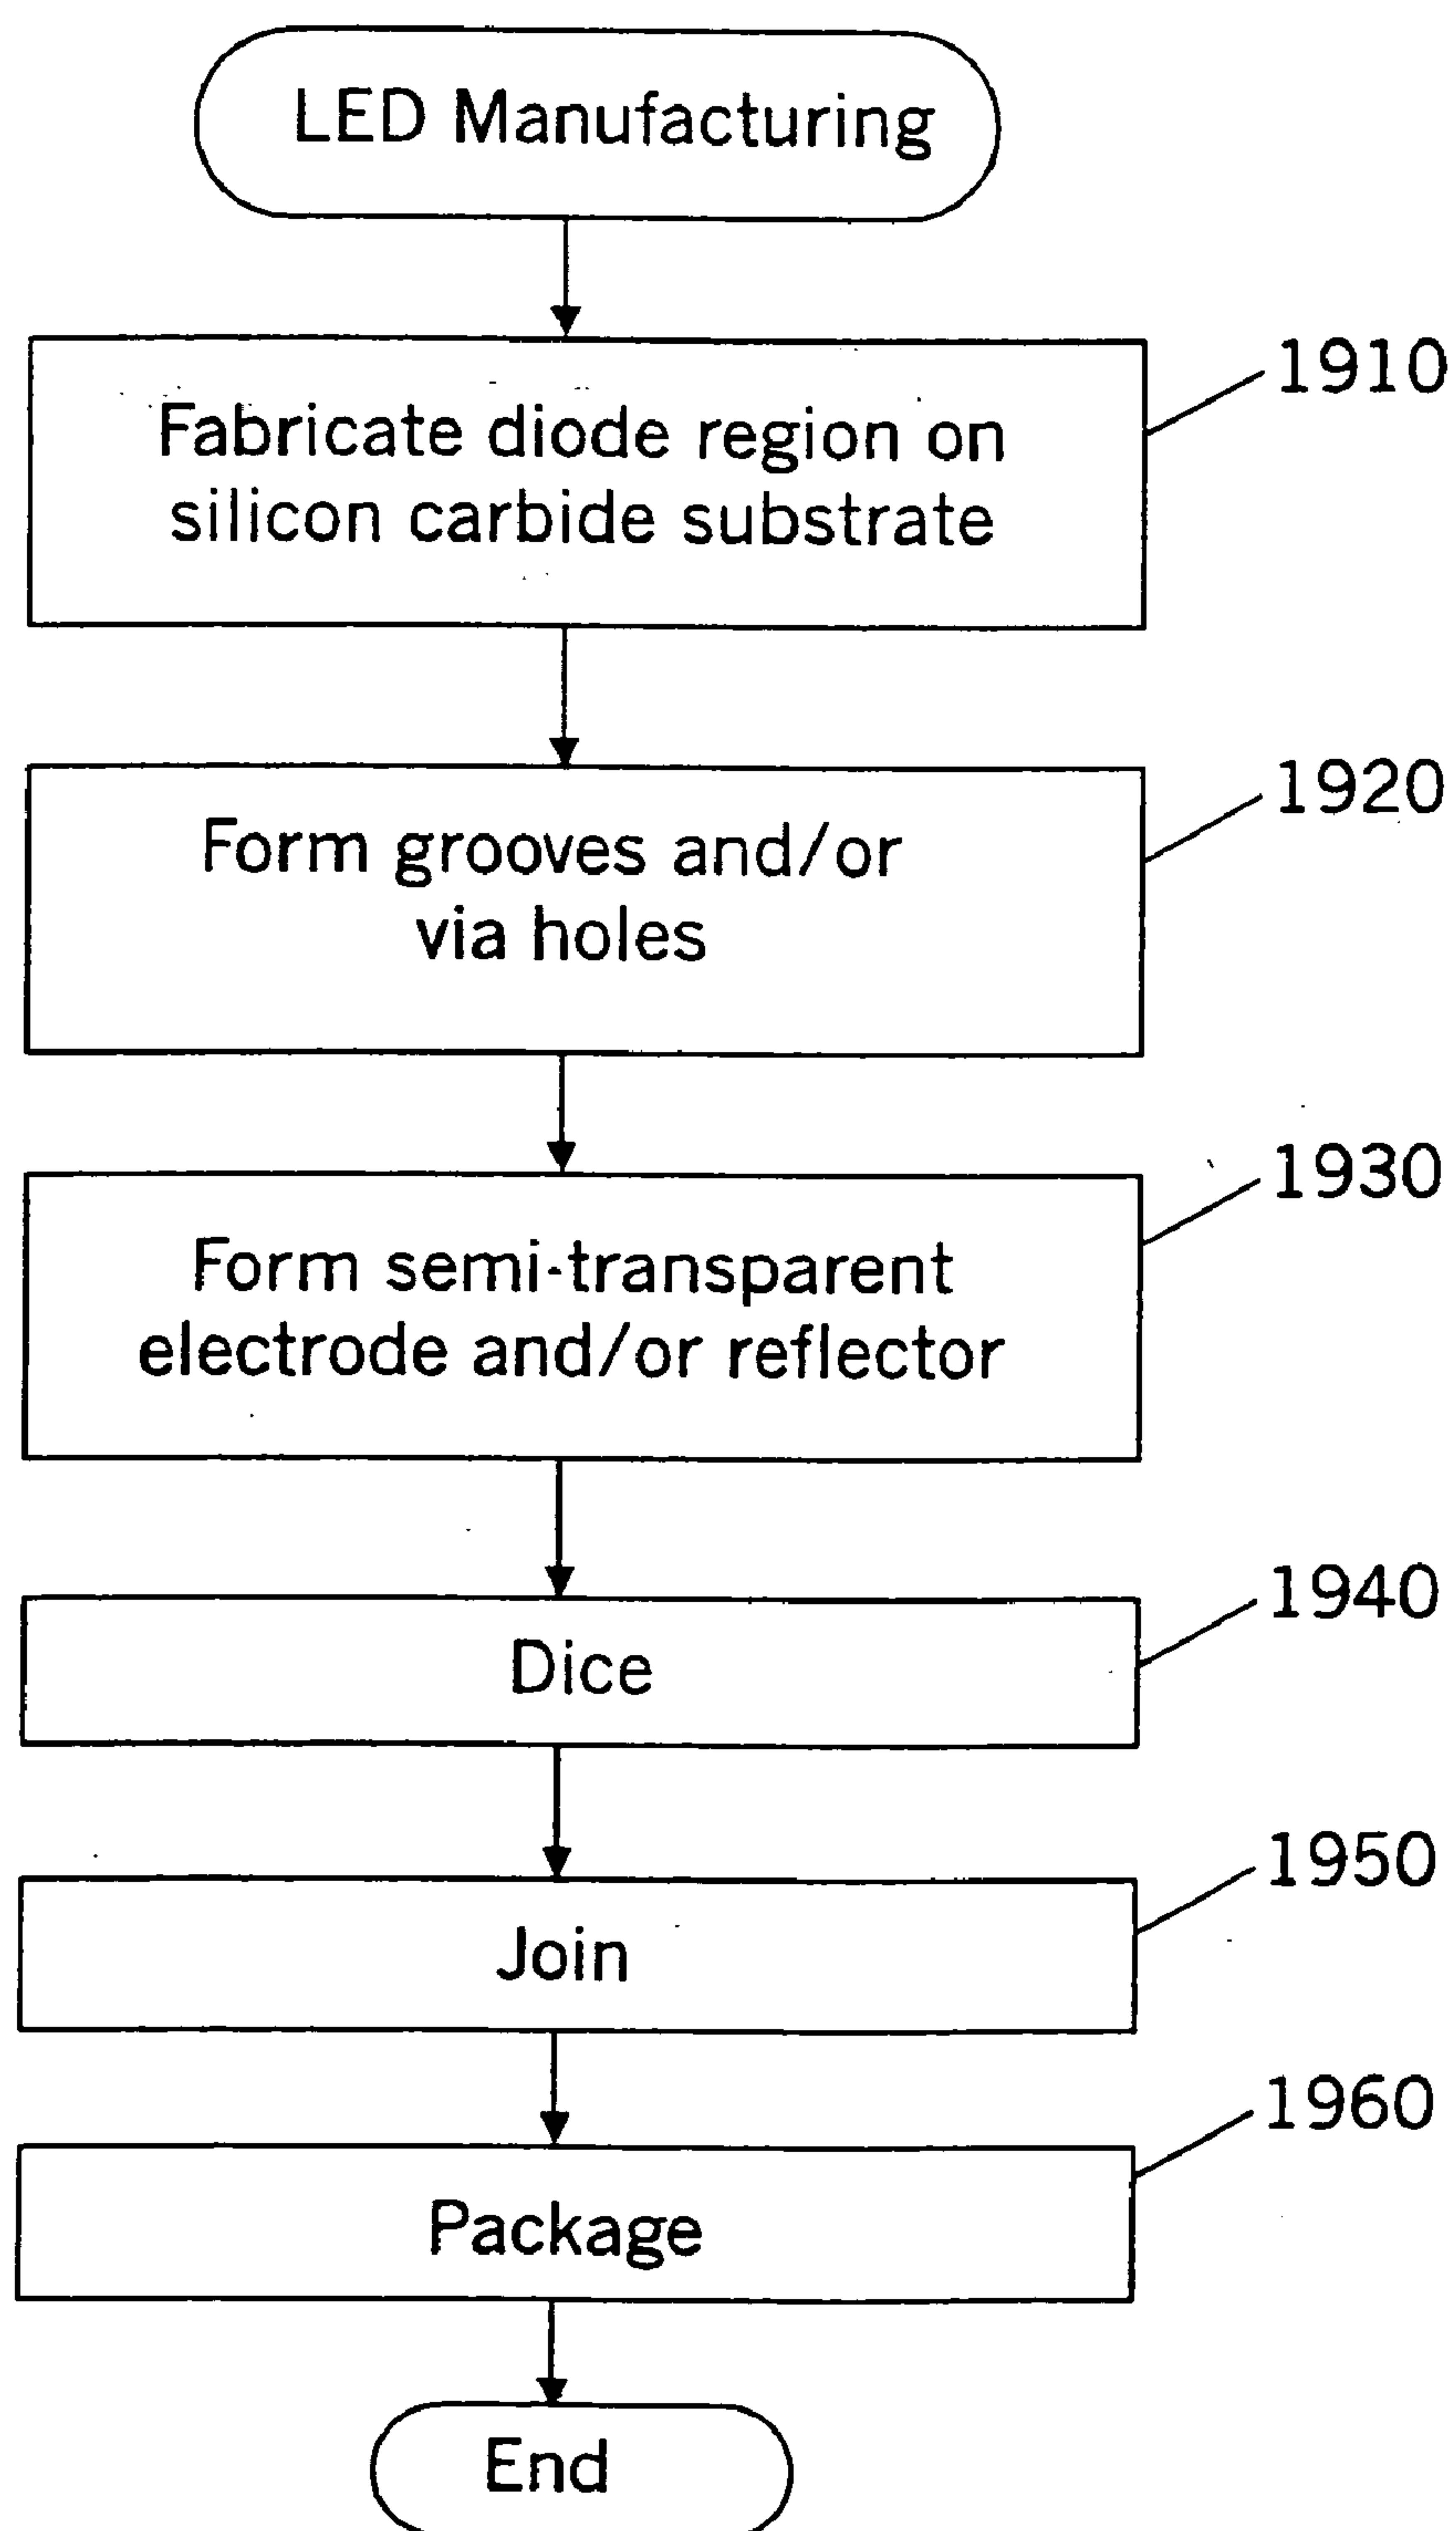 LED Manufacturing
1910
Fabricate diode region on
silicon carbide substrate
1920
Form grooves and/or
via holes
1930
Form semi-transparent
electrode and/or reflector
1940
Dice
1950
Join
1960
Package
End